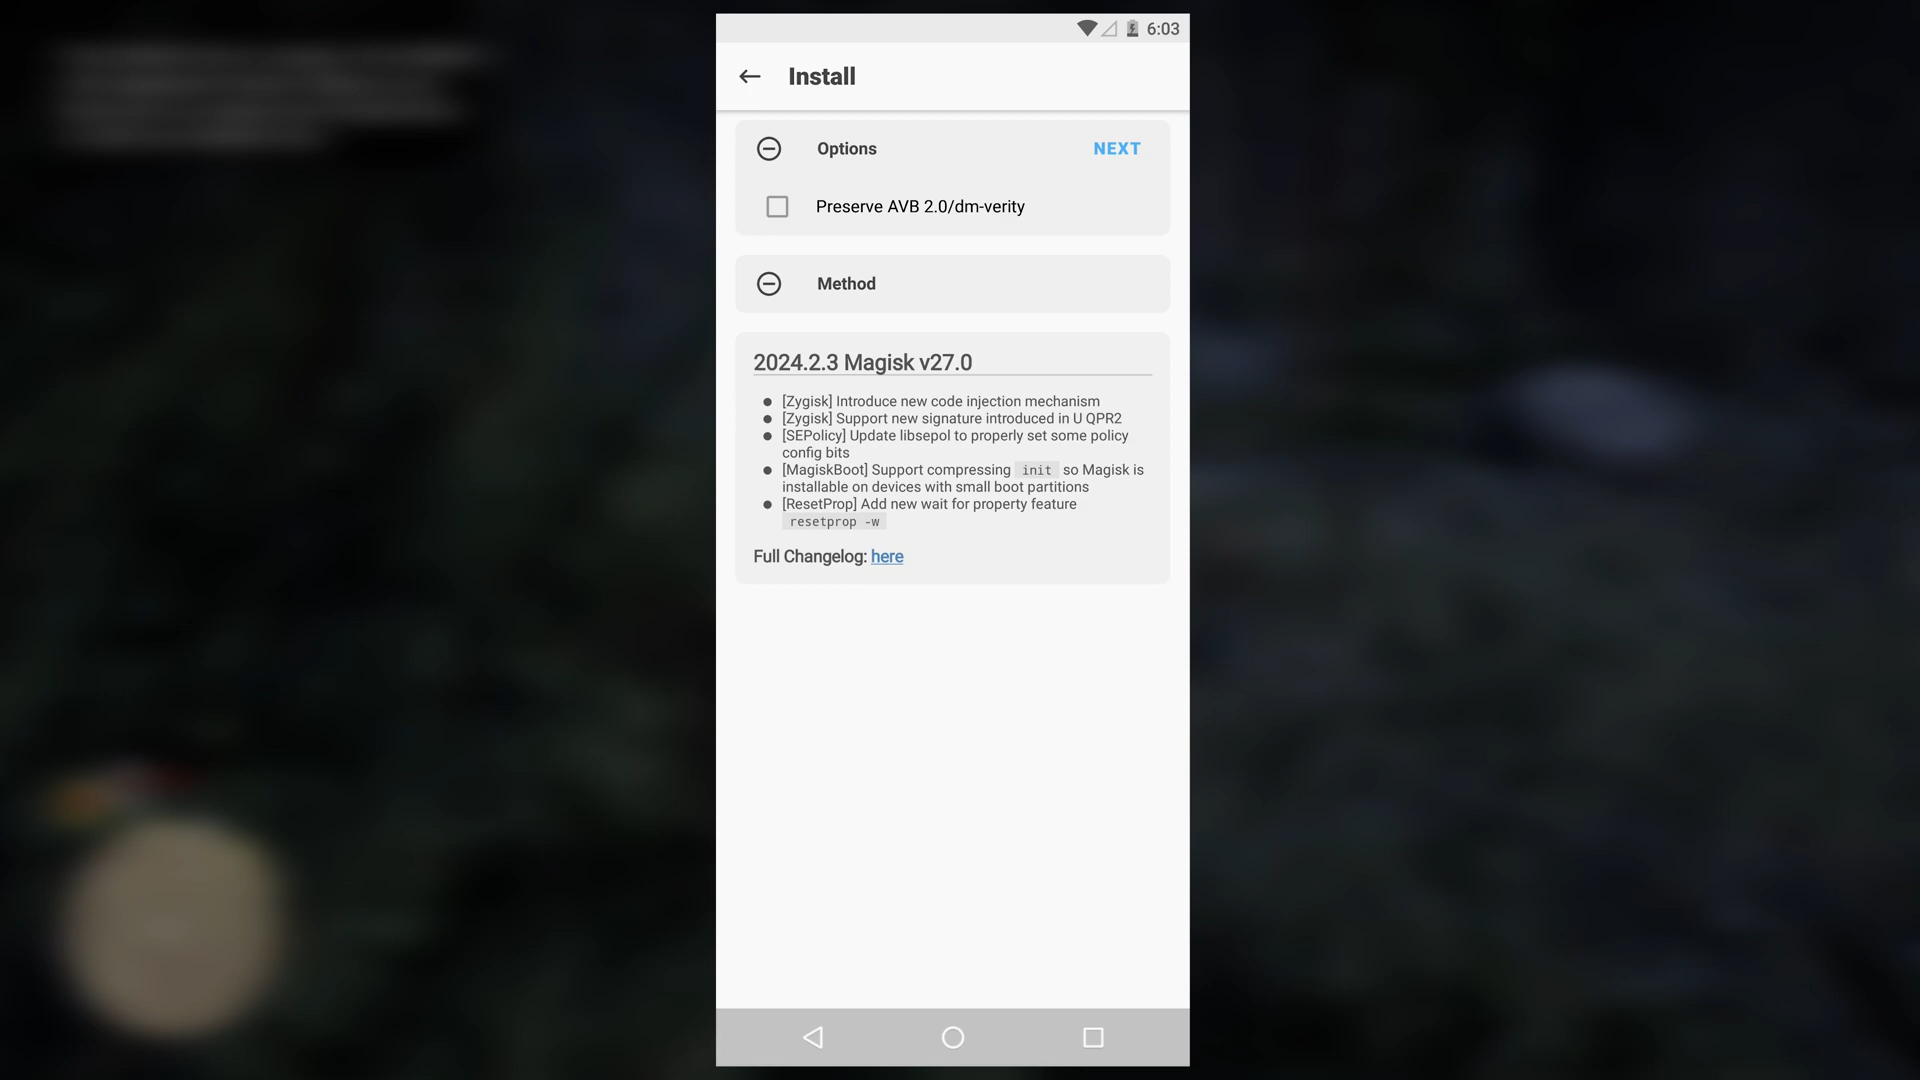 6:03
Install
Options
NEXT
Preserve AVB 2.0/dm-verity
Method
2024.2.3 Magisk v27.0
[Zygisk] Introduce new code injection mechanism
[Zygisk] Support new signature introduced in U QPR2
[SEPolicy] Update libsepol to properly set some policy
config bits
[MagiskBoot] Support compressing init so Magisk is
installable on devices with small boot partitions
[ResetProp] Add new wait for property feature
resetprop -w
Full Changelog: here